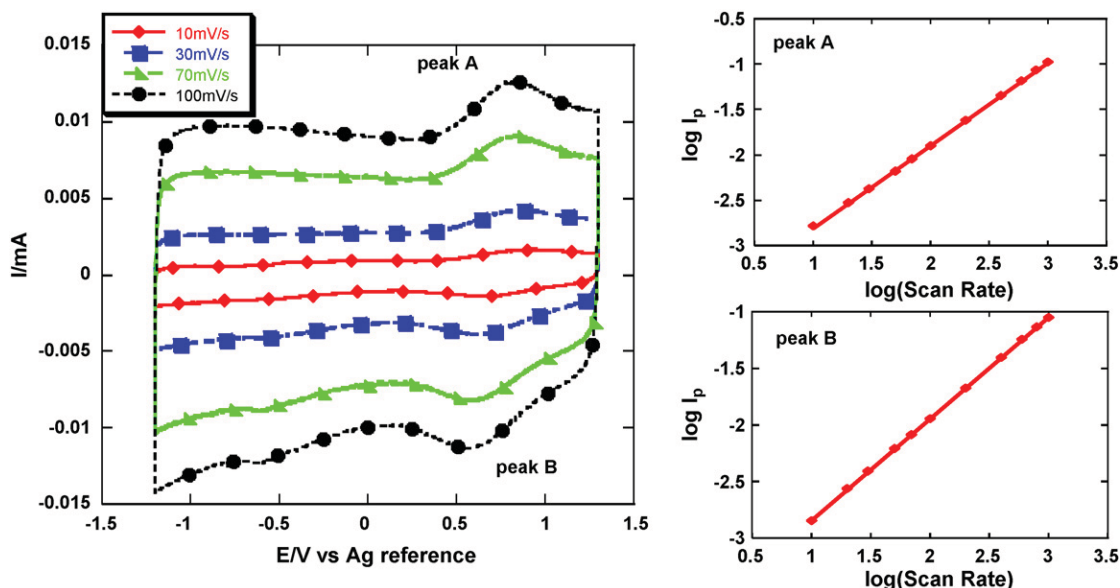 10mV/s
30mV/s
70mV/s
100mV/s
0.015
0.01
0.005
0
-0.005
-0.01
-0.015
I/mA
peak A
peak B
-1.5
-1
-0.5
0
0.5
1
1.5
E/V vs Ag reference
peak A
-0.5
-1
-1.5
-2
-2.5
-3
log Ip
0.5
1
1.5
2
2.5
3
3.5
log(Scan Rate)
peak B
-1
-1.5
-2
-2.5
-3
log Ip
0.5
1
1.5
2
2.5
3
3.5
log(Scan Rate)